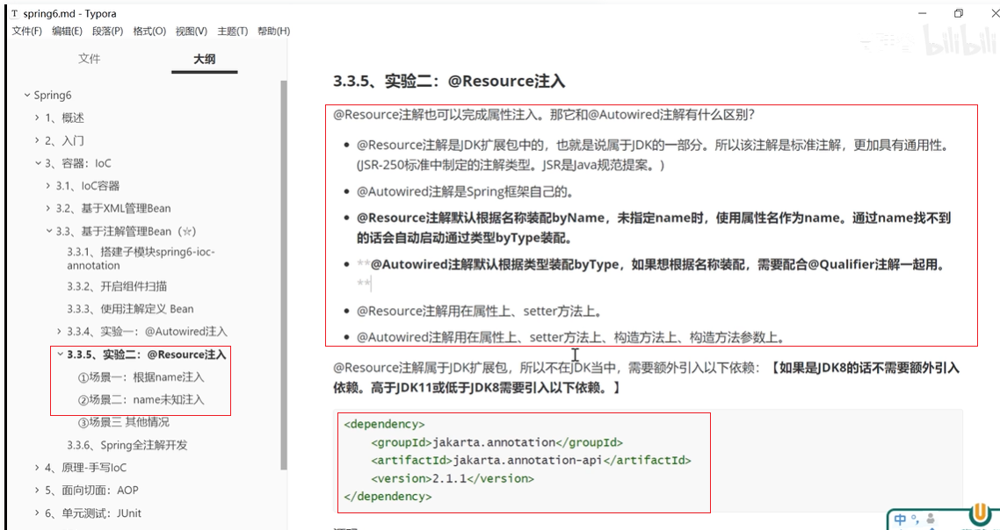 T spring6.md - Typora
文件(F) 编辑(E) 段落(P) 格式(O) 视图(V) 主题(T) 帮助(H)
bilibili
文件 大纲
Spring6
1、概述
2、入门
3、容器：IoC
3.1、IoC容器
3.2、基于XML管理Bean
3.3、基于注解管理Bean（☆）
3.3.1、搭建子模块spring6-ioc-
annotation
3.3.2、开启组件扫描
3.3.3、使用注解定义 Bean
3.3.4、实验一：@Autowired注入
3.3.5、实验二：@Resource注入
①场景一：根据name注入
②场景二：name未知注入
③场景三 其他情况
3.3.6、Spring全注解开发
4、原理-手写IoC
5、面向切面：AOP
6、单元测试：JUnit
3.3.5、实验二：@Resource注入
@Resource注解也可以完成属性注入。那它和@Autowired注解有什么区别？
• @Resource注解是JDK扩展包中的，也就是说属于JDK的一部分。所以该注解是标准注解，更加具有通用性。
(JSR-250标准中制定的注解类型。JSR是Java规范提案。)
• @Autowired注解是Spring框架自己的。
• @Resource注解默认根据名称装配byName，未指定name时，使用属性名作为name。通过name找不到
的话会自动启动通过类型byType装配。
• **@Autowired注解默认根据类型装配byType，如果想根据名称装配，需要配合@Qualifier注解一起用。
**
• @Resource注解用在属性上、setter方法上。
• @Autowired注解用在属性上、setter方法上、构造方法上、构造方法参数上。
@Resource注解属于JDK扩展包，所以不在JDK当中，需要额外引入以下依赖：【如果是JDK8的话不需要额外引入
依赖。高于JDK11或低于JDK8需要引入以下依赖。】
<dependency>
<groupId>jakarta.annotation</groupId>
<artifactId>jakarta.annotation-api</artifactId>
<version>2.1.1</version>
</dependency>
中